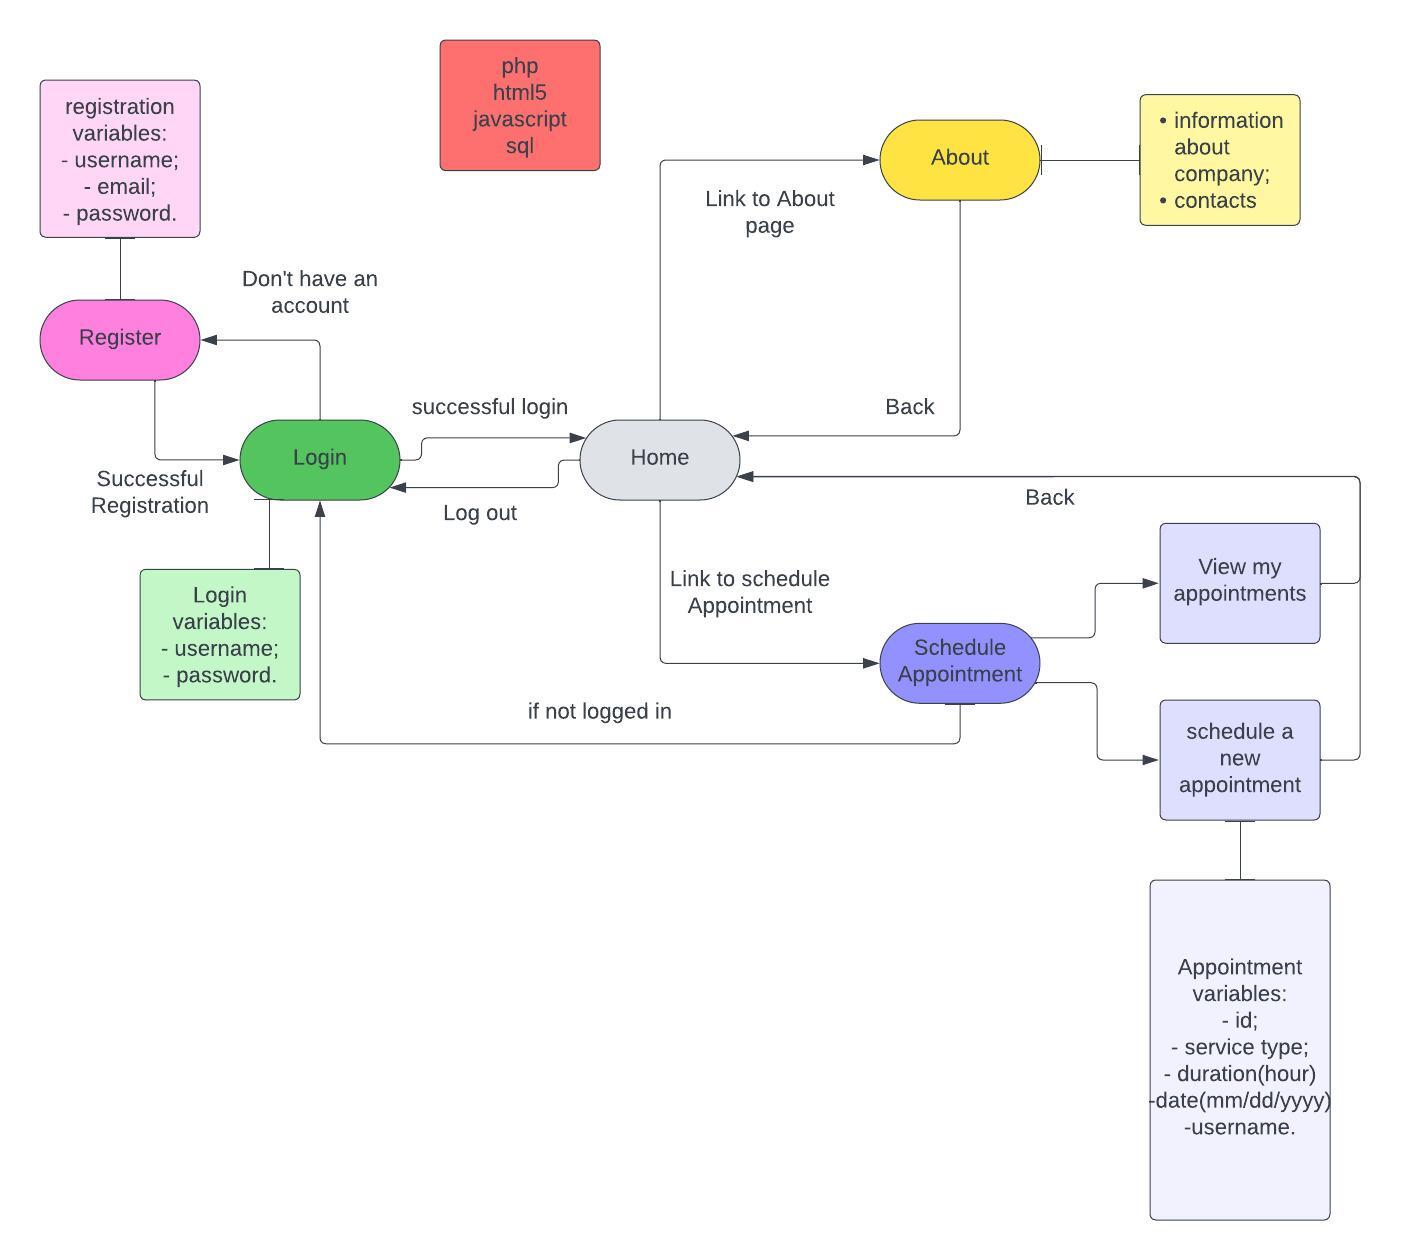 php
html5
javascript
sql
registration
variables:
- username;
- email;
- password.
About
• information
about
company;
• contacts
Link to About
page
Don't have an
account
Register
successful login
Back
Login
Home
Successful
Registration
Log out
Back
Link to schedule
Appointment
View my
appointments
Login
variables:
- username;
- password.
Schedule
Appointment
if not logged in
schedule a
new
appointment
Appointment
variables:
- id;
- service type;
- duration(hour)
-date(mm/dd/yyyy)
-username.